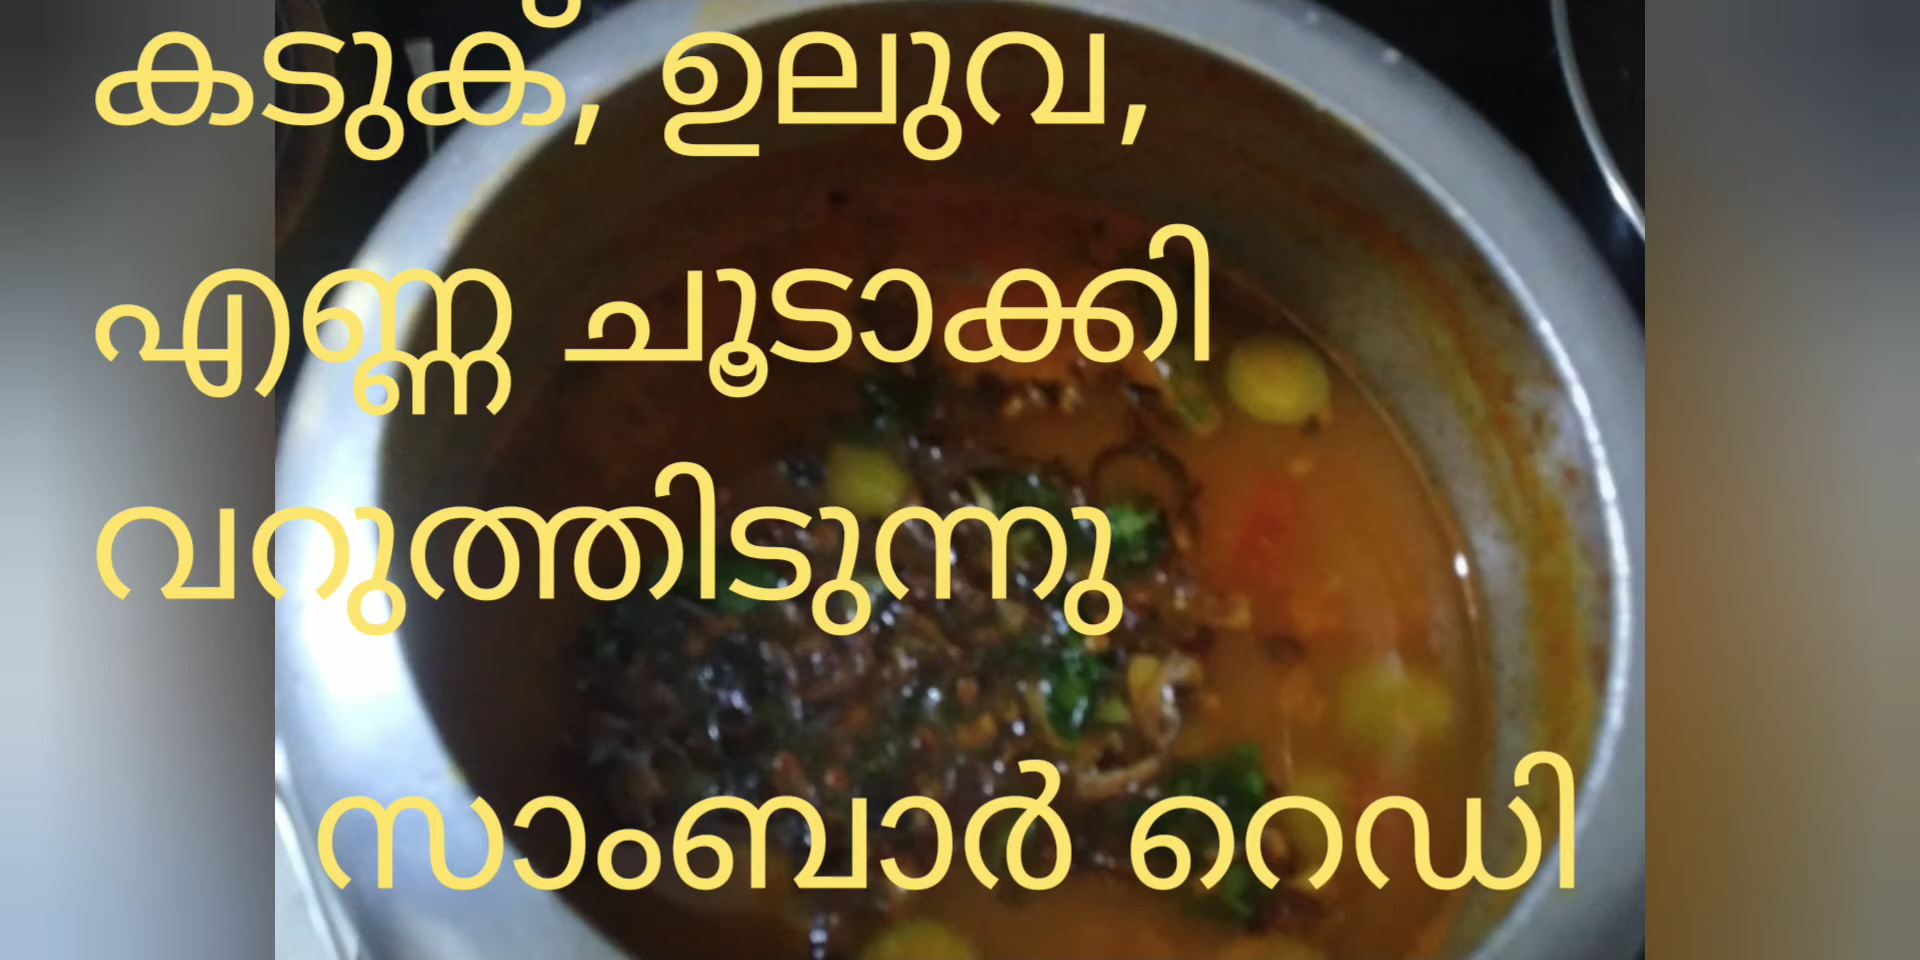 കടുക്, ഉലുവ,
എണ്ണ ചൂടാക്കി
വറുത്തിടുന്നു
സാംബാർ റെഡി